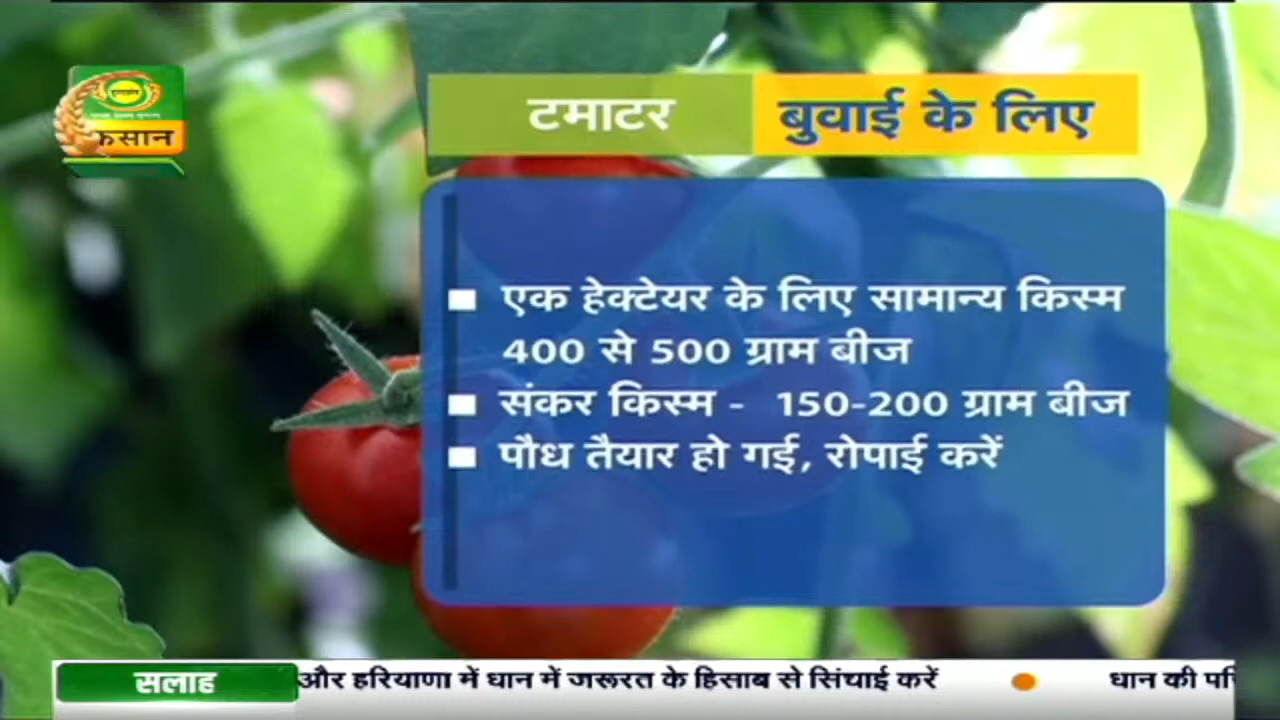 किसान
टमाटर
बुवाई के लिए
एक हेक्टेयर के लिए सामान्य किस्म
400 से 500 ग्राम बीज
संकर किस्म - 150-200 ग्राम बीज
पौध तैयार हो गई, रोपाई करें
सलाह
और हरियाणा में धान में जरूरत के हिसाब से सिंचाई करें
धान की